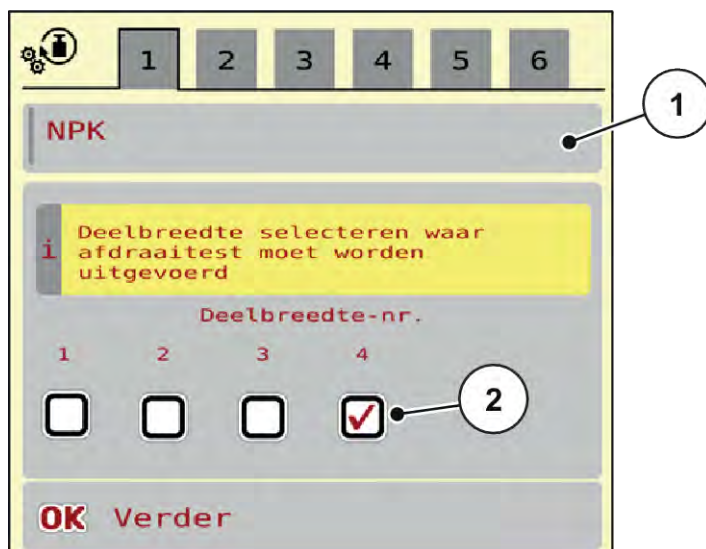 1 2 3 4 5 6
NPK
1
i
Deelbreedte selecteren waar
afdraaitest moet worden
uitgevoerd
Deelbreedte-nr.
1 2 3 4
2
OK Verder